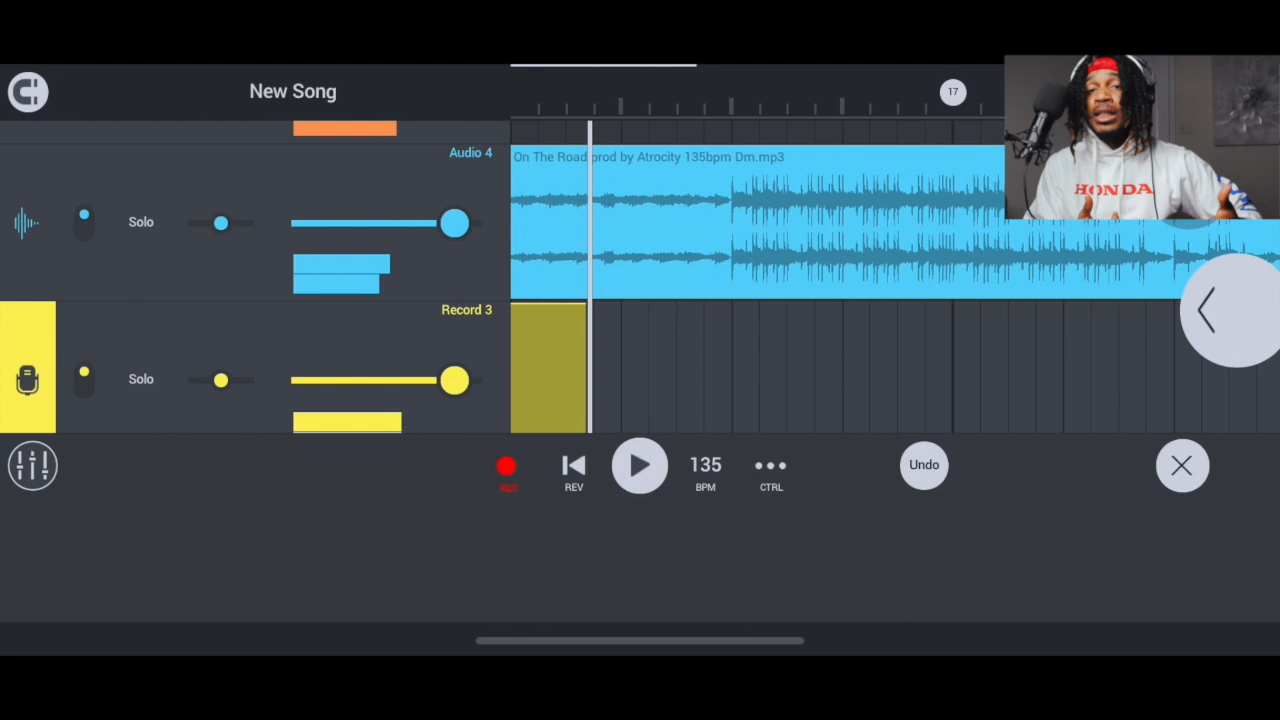 New Song
17
Audio 4
On The Road prod by Atrocity 135bpm Dm.mp3
HONDA
Solo
Record 3
Solo
REC
REV
135
BPM
CTRL
Undo